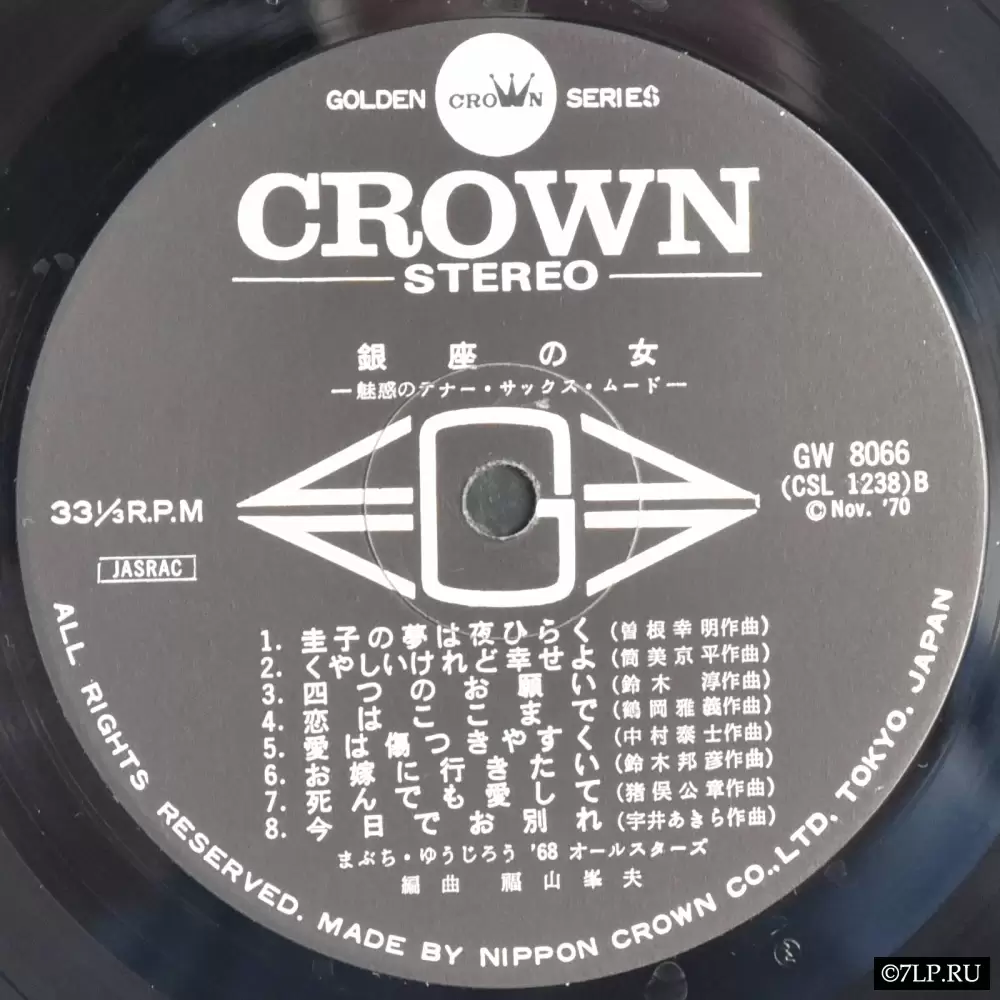 GOLDEN CROWN SERIES
CROWN
STEREO
銀座の女
―魅惑のテナー・サックス・ムード―
GW 8066
(CSL 1238)B
©Nov. '70
33⅓R.P.M
JASRAC
1. 圭子の夢は夜ひらく (曽根幸明作曲)
2. くやしいけれど幸せよ (筒美京平作曲)
3. 四つのお願い (鈴木 淳作曲)
4. 恋はここまで (鶴岡雅義作曲)
5. 愛は傷つきやすく (中村泰士作曲)
6. お嫁に行きたい (鈴木邦彦作曲)
7. 死んでも愛して (猪俣公章作曲)
8. 今日でお別れ (宇井あきら作曲)
まぶち・ゆうじろう '68 オールスターズ
編曲 福山峯夫
ALL RIGHTS RESERVED. MADE BY NIPPON CROWN CO.,LTD. TOKYO, JAPAN
©7LP.RU